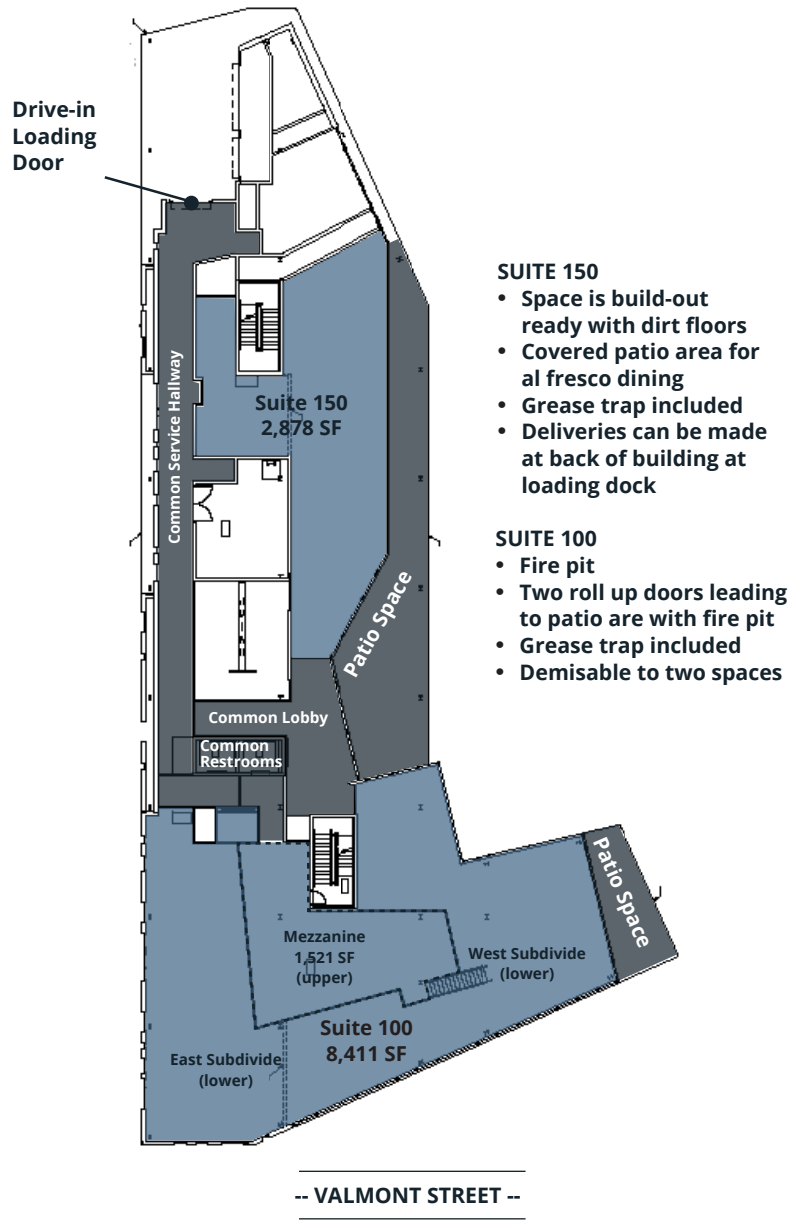 Drive-in
Loading
Door
Common Service Hallway
Suite 150
2,878 SF
Patio Space
Common Lobby
Common
Restrooms
Patio Space
Mezzanine
1,521 SF
(upper)
West Subdivide
(lower)
Suite 100
8,411 SF
East Subdivide
(lower)
SUITE 150
• Space is build-out
ready with dirt floors
• Covered patio area for
al fresco dining
• Grease trap included
• Deliveries can be made
at back of building at
loading dock
SUITE 100
• Fire pit
• Two roll up doors leading
to patio are with fire pit
• Grease trap included
• Demisable to two spaces
-- VALMONT STREET --